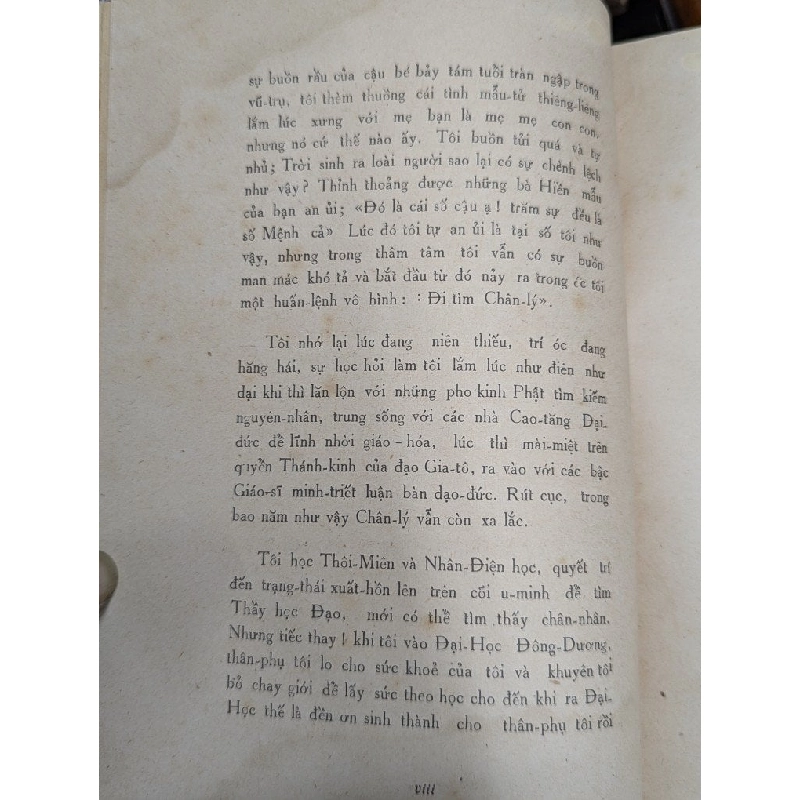 sự buồn rầu của cậu bé bảy tám tuổi tràn ngập trong
vũ-trụ, tôi thèm thuồng cái tình mẫu-tử thiêng-liêng
lắm lúc xưng với mẹ bạn là mẹ mẹ con con,
nhưng nó cứ thế nào ấy. Tôi buồn tủi quá và tự
nhủ; Trời sinh ra loài người sao lại có sự chênh lệch
như vậy? Thỉnh thoảng được những bà Hiền mẫu
của bạn an ủi; «Đó là cái số cậu ạ! trăm sự đều là
số Mệnh cả» Lúc đó tôi tự an ủi là tại số tôi như
vậy, nhưng trong thâm tâm tôi vẫn có sự buồn
man mác khó tả và bắt đầu từ đó nảy ra trong óc tôi
một huấn-lệnh vô hình: : Đi tìm Chân-lý».
Tôi nhớ lại lúc đang niên thiếu, trí óc đang
hăng hái, sự học hỏi làm tôi lắm lúc như điên như
dại khi thì lăn lộn với những pho kinh Phật tìm kiếm
nguyên-nhân, trung sống với các nhà Cao-tăng Đại-
đức để lĩnh nhời giáo-hóa, lúc thì mài-miệt trên
quyển Thánh-kinh của đạo Gia-tô, ra vào với các bậc
Giáo-sĩ minh-triết luận bàn đạo-đức. Rút cục, trong
bao năm như vậy Chân-lý vẫn còn xa lắc.
Tôi học Thôi-Miên và Nhân-Điện học, quyết trí
đến trạng-thái xuất-hồn lên trên cõi u-minh để tìm
Thầy học Đạo, mới có thể tìm thấy chân-nhân.
Nhưng tiếc thay! khi tôi vào Đại-Học Đông-Dương,
thân-phụ tôi lo cho sức khoẻ của tôi và khuyên tôi
bỏ chay giới để lấy sức theo học cho đến khi ra Đại-
Học thế là đền ơn sinh thành cho thân-phụ tôi rồi
viii